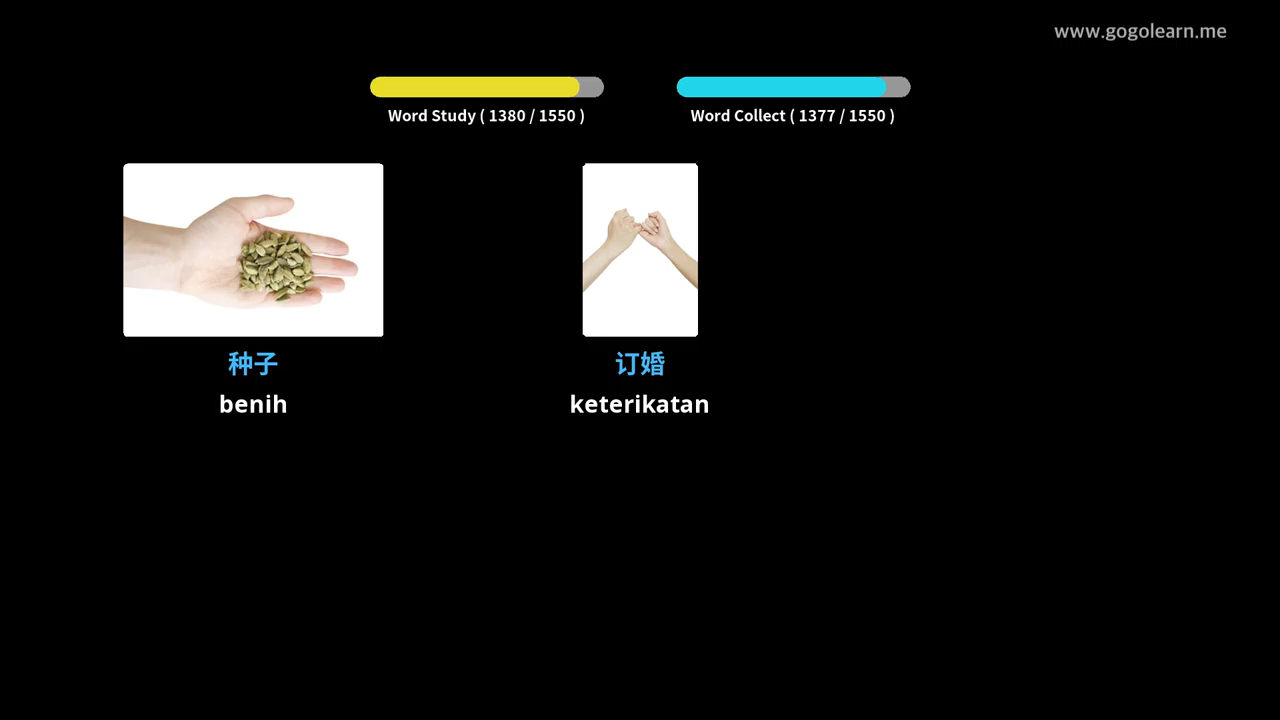 www.gogolearn.me
Word Study ( 1380 / 1550 )
Word Collect ( 1377 / 1550 )
种子
benih
订婚
keterikatan